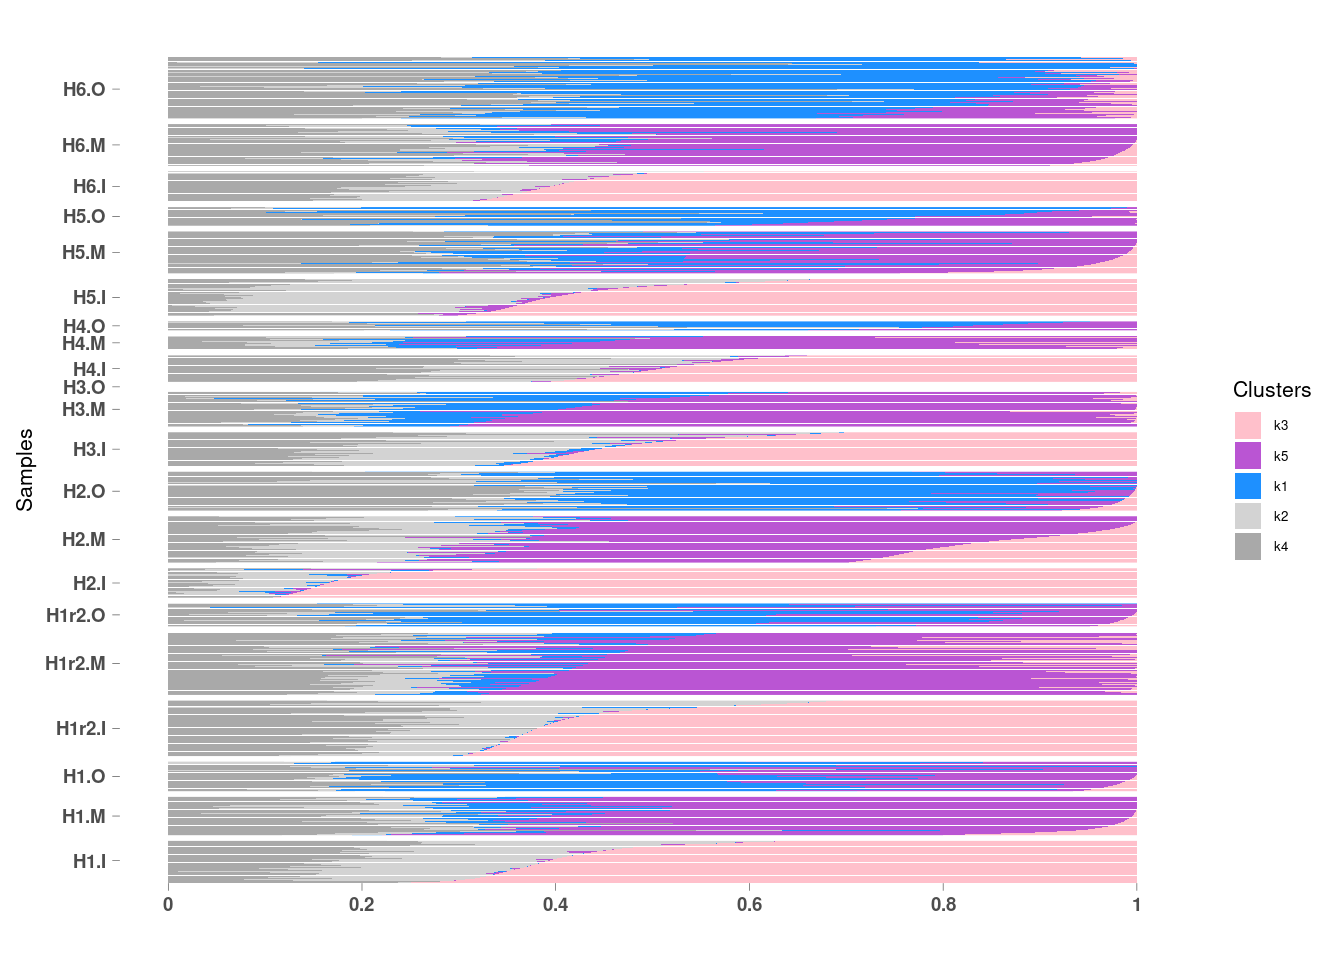 H6.O
H6.M
H6.I
H5.O
H5.M
H5.I
H4.O
H4.M
H4.I
H3.O
H3.M
H3.I
H2.O
H2.M
H2.I
H1r2.O
H1r2.M
H1r2.I
H1.O
H1.M
H1.I
Samples
0 0.2 0.4 0.6 0.8 1
Clusters
k3
k5
k1
k2
k4